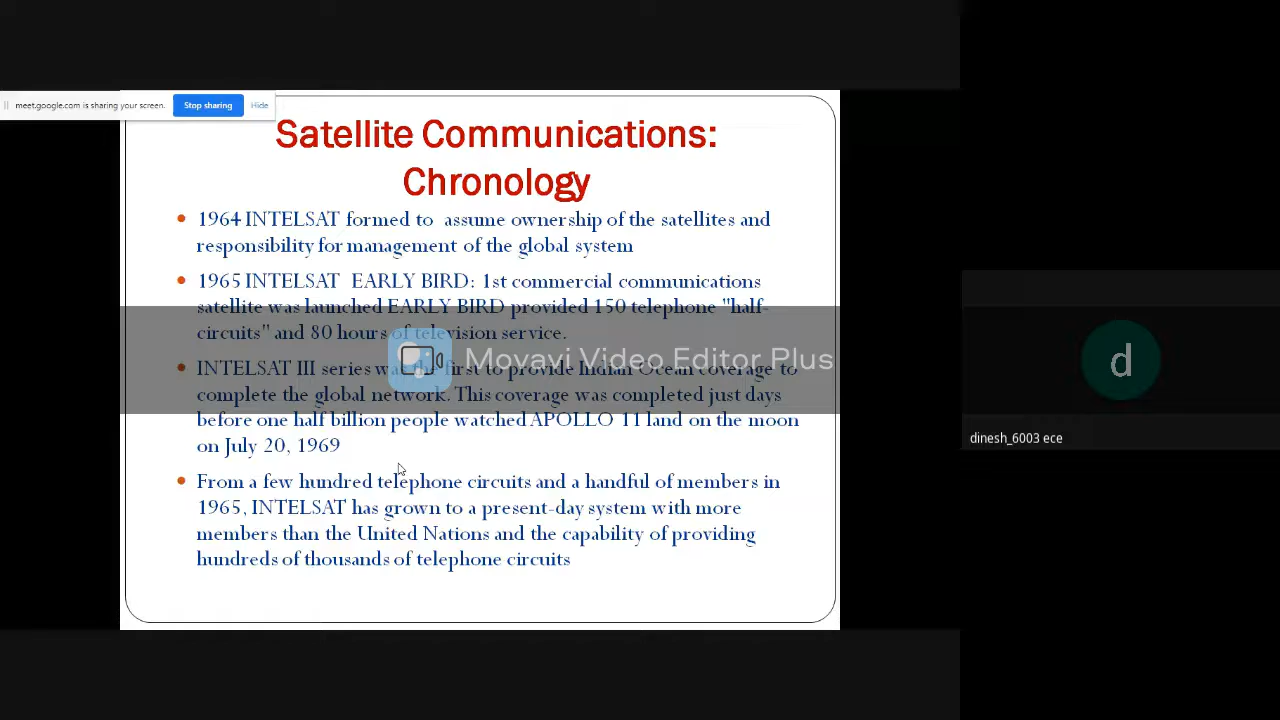 meet.google.com is sharing your screen.
Stop sharing
Hide
Satellite Communications:
Chronology
• 1964 INTELSAT formed to assume ownership of the satellites and
responsibility for management of the global system
• 1965 INTELSAT EARLY BIRD: 1st commercial communications
satellite was launched EARLY BIRD provided 150 telephone "half-
circuits" and 80 hours of television service.
Movavi Video Editor Plus
• INTELSAT III series was the first to provide Indian Ocean coverage to
complete the global network. This coverage was completed just days
before one half billion people watched APOLLO 11 land on the moon
on July 20, 1969
• From a few hundred telephone circuits and a handful of members in
1965, INTELSAT has grown to a present-day system with more
members than the United Nations and the capability of providing
hundreds of thousands of telephone circuits
d
dinesh_6003 ece